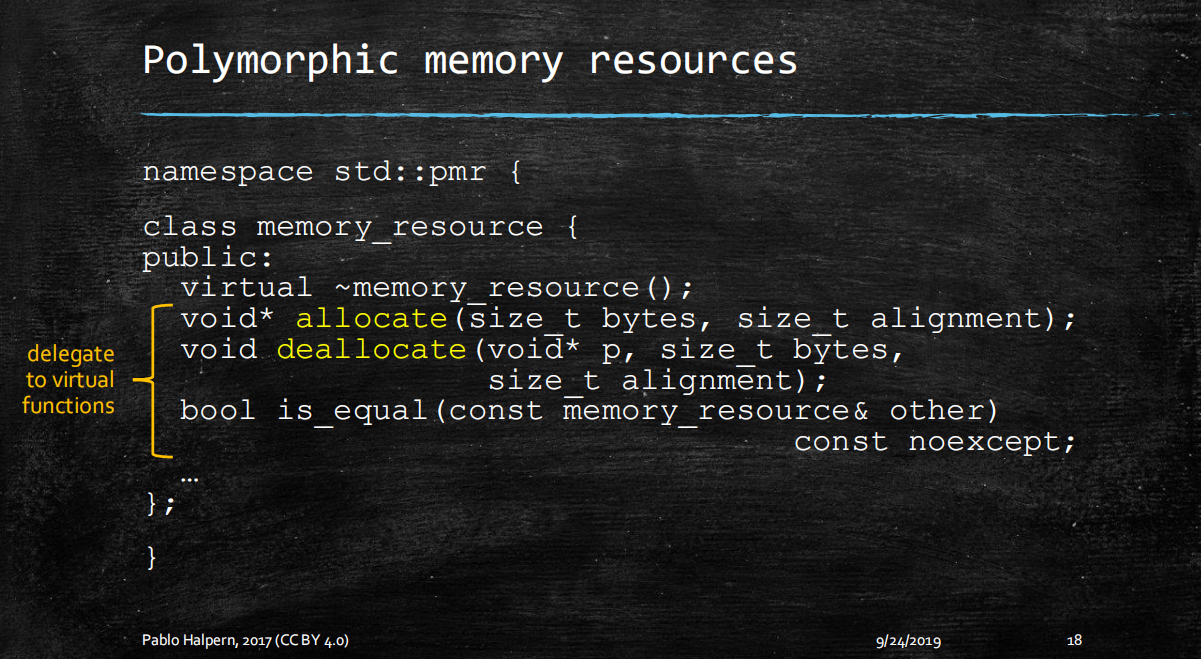 Polymorphic memory resources
namespace std::pmr {
class memory_resource {
public:
virtual ~memory_resource();
void* allocate(size_t bytes, size_t alignment);
void deallocate(void* p, size_t bytes,
size_t alignment);
bool is_equal(const memory_resource& other)
const noexcept;
…
};
}
delegate
to virtual
functions
Pablo Halpern, 2017 (CC BY 4.0)
9/24/2019
18